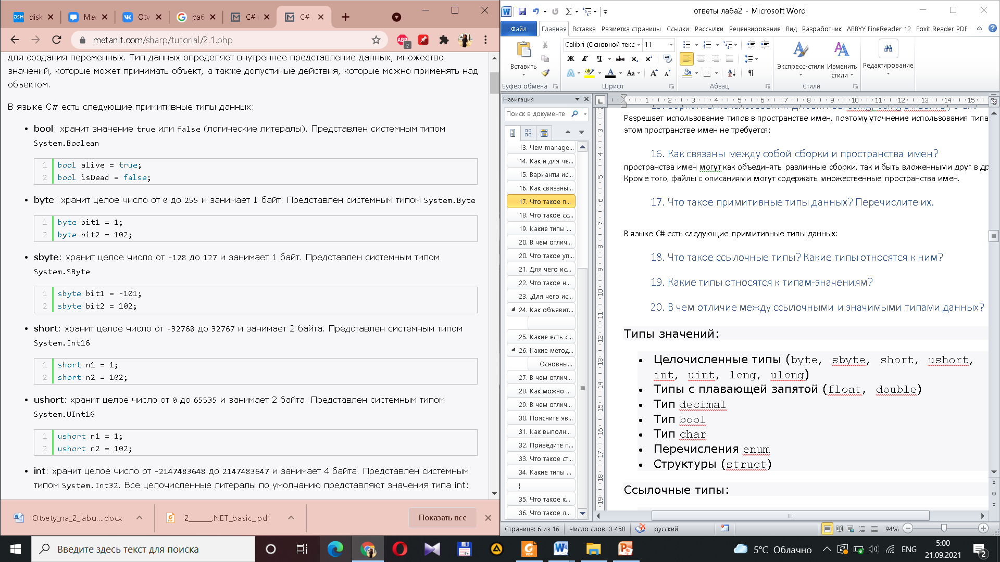 disk
Мес
Otv
раб
C# (
C# (
metanit.com/sharp/tutorial/2.1.php
ABP
2
для создания переменных. Тип данных определяет внутреннее представление данных, множество
значений, которые может принимать объект, а также допустимые действия, которые можно применять над
объектом.
В языке C# есть следующие примитивные типы данных:
• bool: хранит значение true или false (логические литералы). Представлен системным типом
System.Boolean
1 bool alive = true;
2 bool isDead = false;
• byte: хранит целое число от 0 до 255 и занимает 1 байт. Представлен системным типом System.Byte
1 byte bit1 = 1;
2 byte bit2 = 102;
• sbyte: хранит целое число от -128 до 127 и занимает 1 байт. Представлен системным типом
System.SByte
1 sbyte bit1 = -101;
2 sbyte bit2 = 102;
• short: хранит целое число от -32768 до 32767 и занимает 2 байта. Представлен системным типом
System.Int16
1 short n1 = 1;
2 short n2 = 102;
• ushort: хранит целое число от 0 до 65535 и занимает 2 байта. Представлен системным типом
System.UInt16
1 ushort n1 = 1;
2 ushort n2 = 102;
• int: хранит целое число от -2147483648 до 2147483647 и занимает 4 байта. Представлен системным
типом System.Int32. Все целочисленные литералы по умолчанию представляют значения типа int:
Otvety_na_2_labu....docx
2______.NET_basic_.pdf
Показать все
ответы лаба2 - Microsoft Word
Файл Главная Вставка Разметка страницы Ссылки Рассылки Рецензирование Вид Разработчик ABBYY FineReader 12 Foxit Reader PDF
Вставить
Буфер обмена
Calibri (Основной текс 11
Шрифт
Абзац
Экспресс-стили
Изменить стили
Стили
Редактирование
Навигация
Поиск в документе
13. Чем manage...
14. Как и для че...
15. Варианты ис...
16. Как связаны...
17. Что такое п...
18. Что такое сс...
19. Какие типы ...
20. В чем отлич...
20. Что такое уп...
21. Для чего ис...
22. Что такое н...
23. .Для чего ис...
24. Как объявит...
25. Какие есть с...
26. Какие метод...
Основны...
27. В чем отлич...
28. Как можно ...
29. В чем отлич...
30. Поясните яв...
31. Как выполн...
32. Приведите п...
33. Что такое ст...
34. Какие типы ...
}
35. Что такое к...
36. Что такое л...
Разрешает использование типов в пространстве имен, поэтому уточнение использования типа
этом пространстве имен не требуется;
16. Как связаны между собой сборки и пространства имен?
пространства имен могут как объединять различные сборки, так и быть вложенными друг в др
Кроме того, файлы с описаниями могут содержать множественные пространства имен.
17. Что такое примитивные типы данных? Перечислите их.
В языке C# есть следующие примитивные типы данных:
18. Что такое ссылочные типы? Какие типы относятся к ним?
19. Какие типы относятся к типам-значениям?
20. В чем отличие между ссылочными и значимыми типами данных?
Типы значений:
• Целочисленные типы (byte, sbyte, short, ushort,
int, uint, long, ulong)
• Типы с плавающей запятой (float, double)
• Тип decimal
• Тип bool
• Тип char
• Перечисления enum
• Структуры (struct)
Ссылочные типы:
Страница: 6 из 16 Число слов: 3 458 русский 94%
Введите здесь текст для поиска
5°C Облачно
ENG
5:00
21.09.2021
2